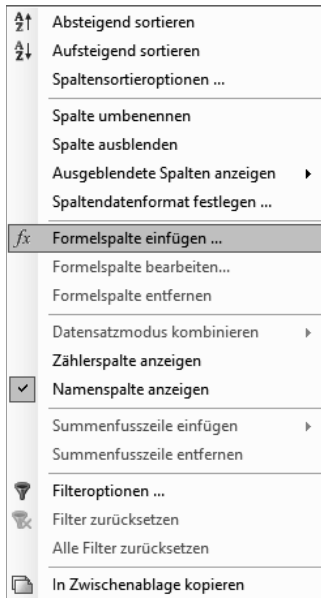 Absteigend sortieren
Aufsteigend sortieren
Spaltensortieroptionen ...
Spalte umbenennen
Spalte ausblenden
Ausgeblendete Spalten anzeigen
Spaltendatenformat festlegen ...
fx Formelspalte einfügen ...
Formelspalte bearbeiten...
Formelspalte entfernen
Datensatzmodus kombinieren
Zählerspalte anzeigen
Namenspalte anzeigen
Summenfusszeile einfügen
Summenfusszeile entfernen
Filteroptionen ...
Filter zurücksetzen
Alle Filter zurücksetzen
In Zwischenablage kopieren